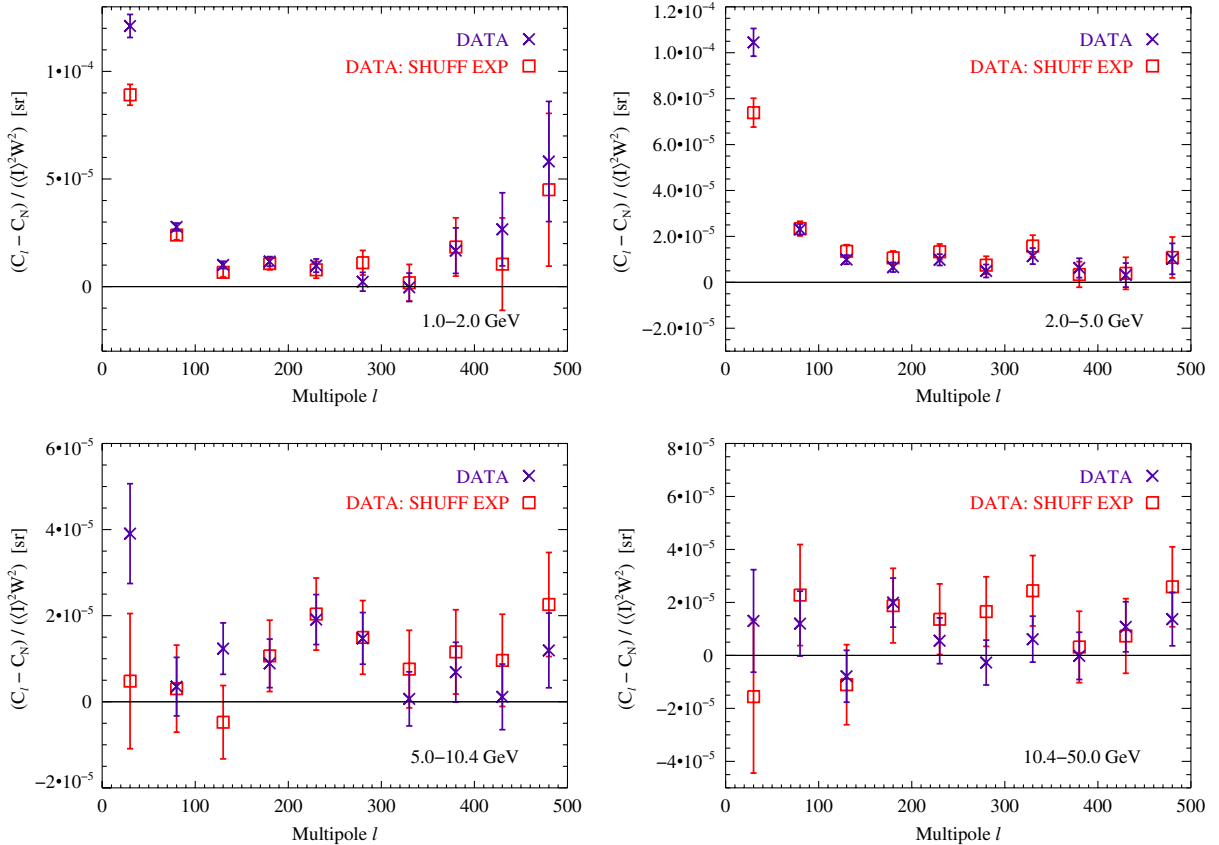 (C_l − C_N) / (⟨I⟩²W²) [sr]
1•10⁻⁴
5•10⁻⁵
0
DATA
DATA: SHUFF EXP
1.0−2.0 GeV
0 100 200 300 400 500
Multipole l
(C_l − C_N) / (⟨I⟩²W²) [sr]
1.2•10⁻⁴
1.0•10⁻⁴
8.0•10⁻⁵
6.0•10⁻⁵
4.0•10⁻⁵
2.0•10⁻⁵
0
−2.0•10⁻⁵
DATA
DATA: SHUFF EXP
2.0−5.0 GeV
0 100 200 300 400 500
Multipole l
(C_l − C_N) / (⟨I⟩²W²) [sr]
6•10⁻⁵
4•10⁻⁵
2•10⁻⁵
0
−2•10⁻⁵
DATA
DATA: SHUFF EXP
5.0−10.4 GeV
0 100 200 300 400 500
Multipole l
(C_l − C_N) / (⟨I⟩²W²) [sr]
8•10⁻⁵
6•10⁻⁵
4•10⁻⁵
2•10⁻⁵
0
−2•10⁻⁵
−4•10⁻⁵
DATA
DATA: SHUFF EXP
10.4−50.0 GeV
0 100 200 300 400 500
Multipole l